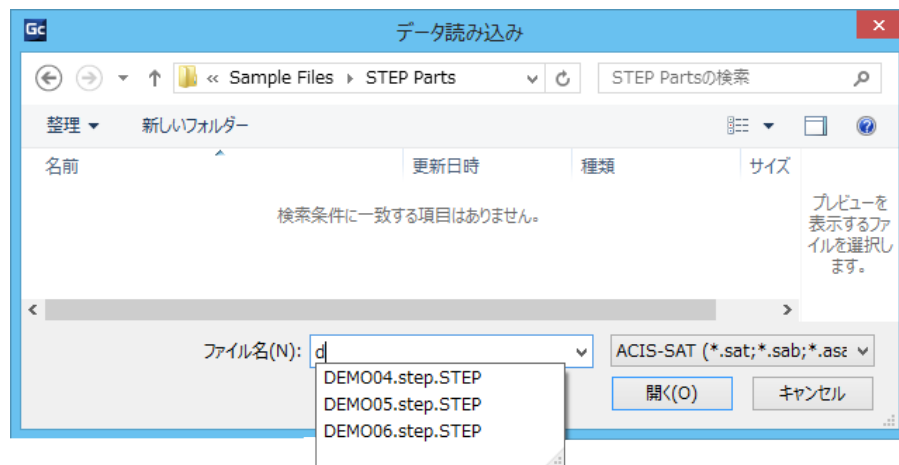 Gc
データ読み込み
« Sample Files ▸ STEP Parts
STEP Partsの検索
整理
新しいフォルダー
名前
更新日時
種類
サイズ
検索条件に一致する項目はありません。
プレビューを
表示するファ
イルを選択し
ます。
ファイル名(N):
d
ACIS-SAT (*.sat;*.sab;*.asa
DEMO04.step.STEP
DEMO05.step.STEP
DEMO06.step.STEP
開く(O)
キャンセル